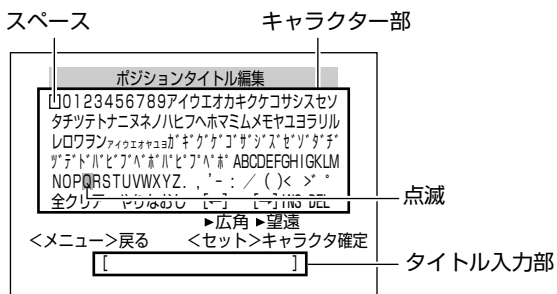 スペース
キャラクター部
ポジションタイトル編集
0123456789アイウエオカキクケコサシスセソ
タチツテトナニヌネノハヒフヘホマミムメモヤユヨラリル
レロワヲンァィゥェォャュョガギグゲゴザジズゼゾダヂ
ヅデドバビブベボパピプペポABCDEFGHIGKLM
NOPQRSTUVWXYZ. , ' - : / ( )< > ゛゜
全クリア やりなおし [←] [→] INS DEL
▶広角 ▶望遠
点滅
<メニュー>戻る <セット>キャラクタ確定
[ ]
タイトル入力部